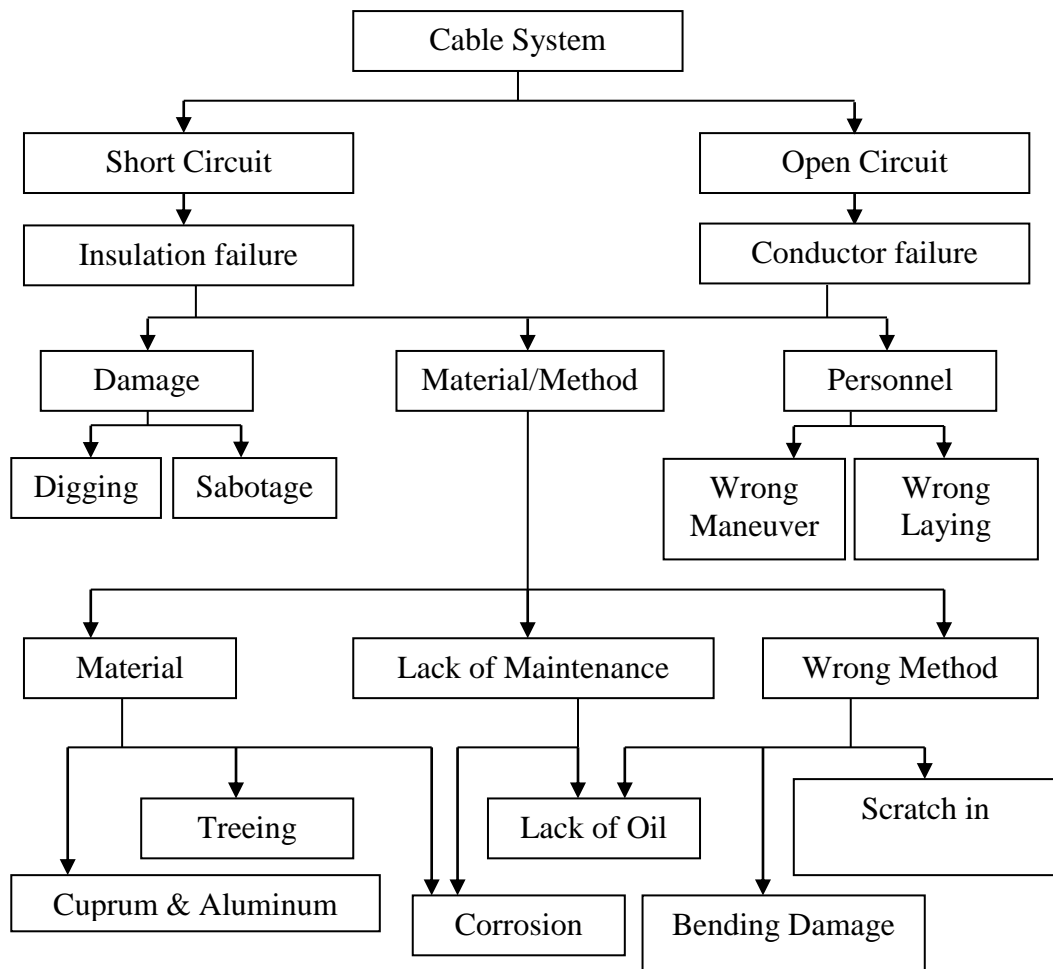 Cable System
Short Circuit
Open Circuit
Insulation failure
Conductor failure
Damage
Material/Method
Personnel
Digging
Sabotage
Wrong
Maneuver
Wrong
Laying
Material
Lack of Maintenance
Wrong Method
Treeing
Lack of Oil
Scratch in
Cuprum & Aluminum
Corrosion
Bending Damage